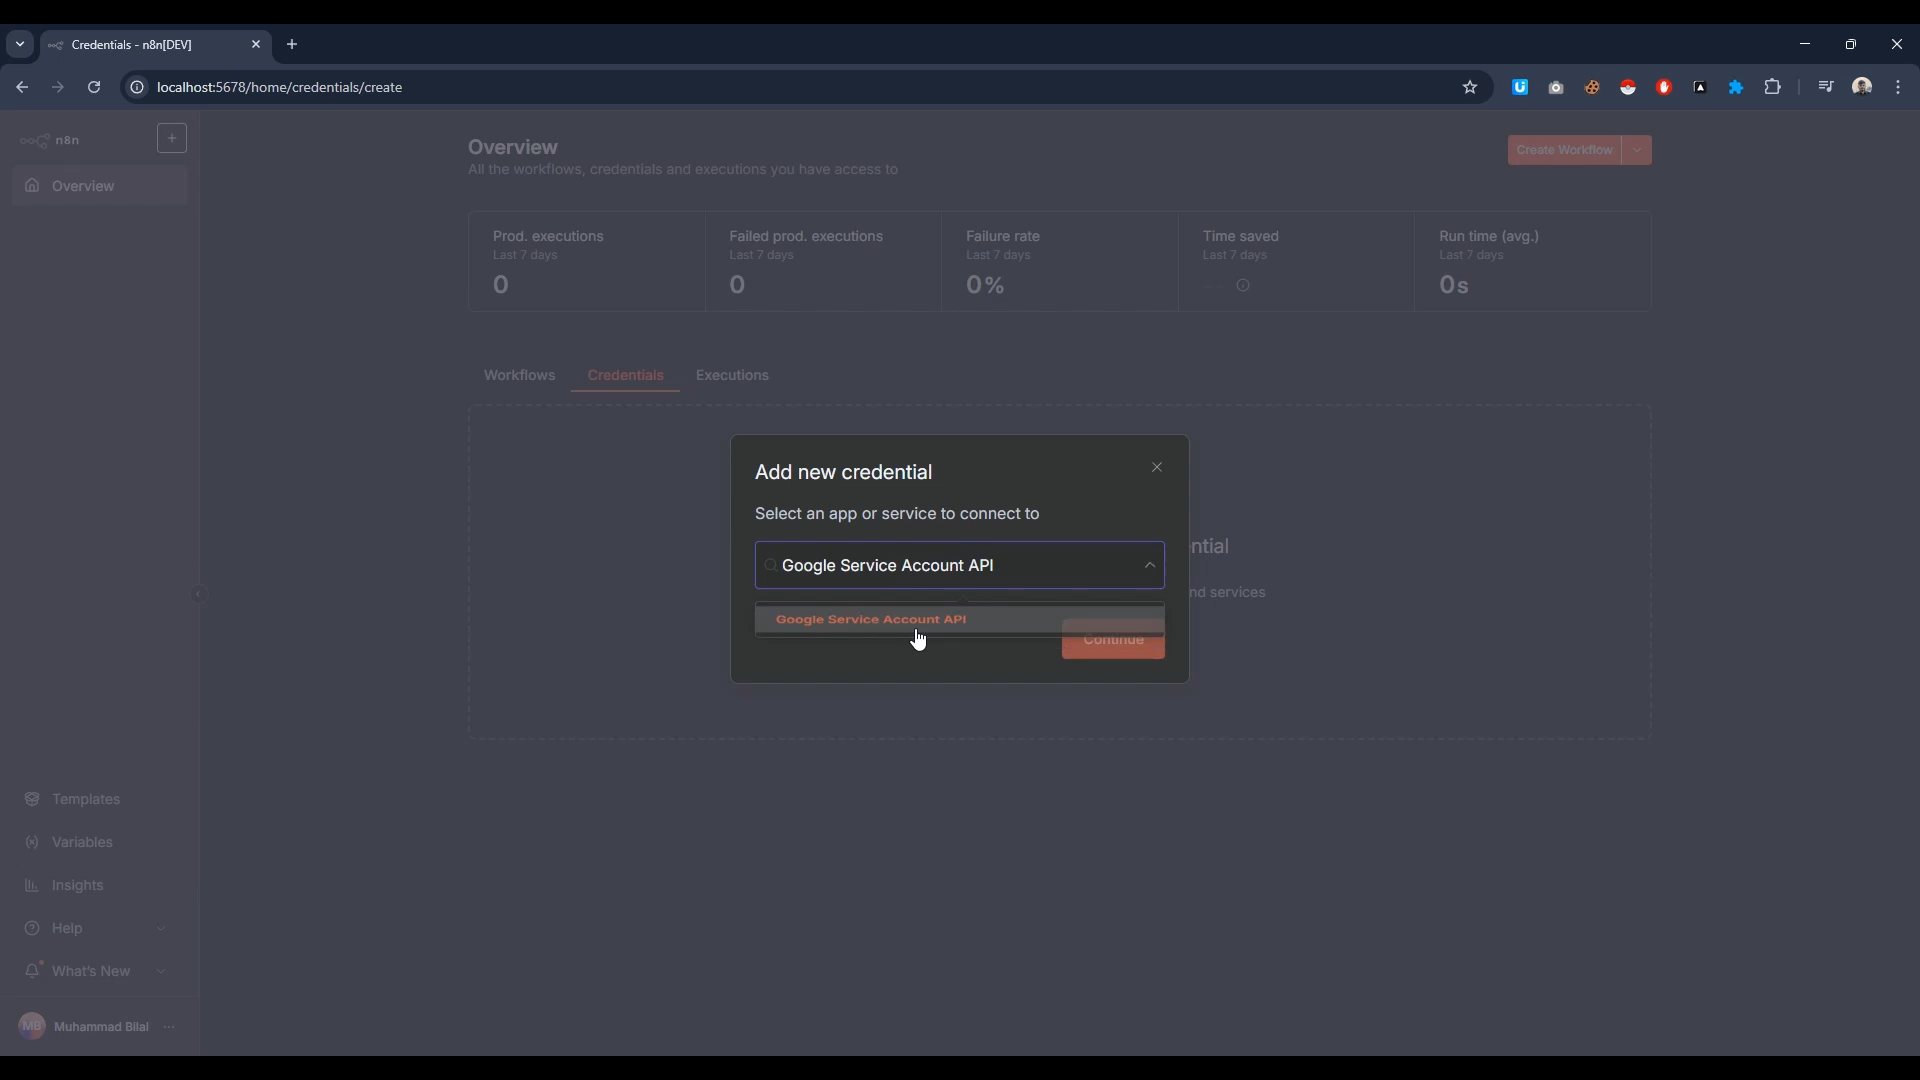 Credentials - n8n[DEV]
localhost:5678/home/credentials/create
n8n
Overview
Overview
All the workflows, credentials and executions you have access to
Create Workflow
Prod. executions
Last 7 days
0
Failed prod. executions
Last 7 days
0
Failure rate
Last 7 days
0%
Time saved
Last 7 days
--
Run time (avg.)
Last 7 days
0s
Workflows
Credentials
Executions
Add new credential
Select an app or service to connect to
Google Service Account API
Google Service Account API
Continue
ntial
nd services
Templates
Variables
Insights
Help
What's New
MB
Muhammad Bilal